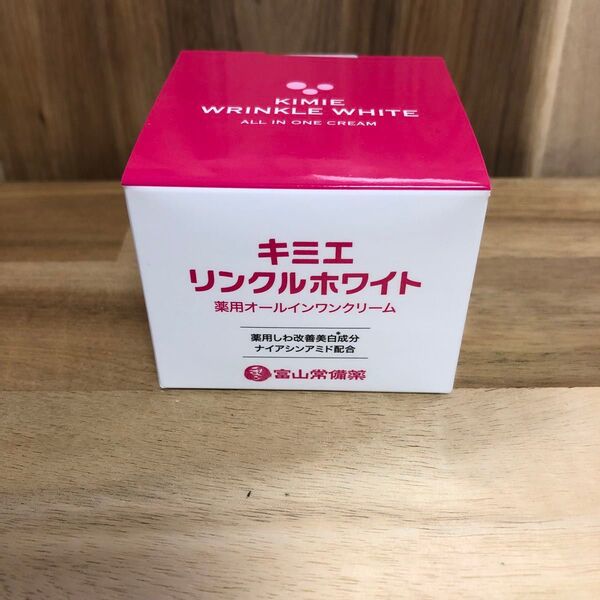 KIMIE
WRINKLE WHITE
ALL IN ONE CREAM
キミエ
リンクルホワイト
薬用オールインワンクリーム
薬用しわ改善美白*成分
ナイアシンアミド配合
富山常備薬